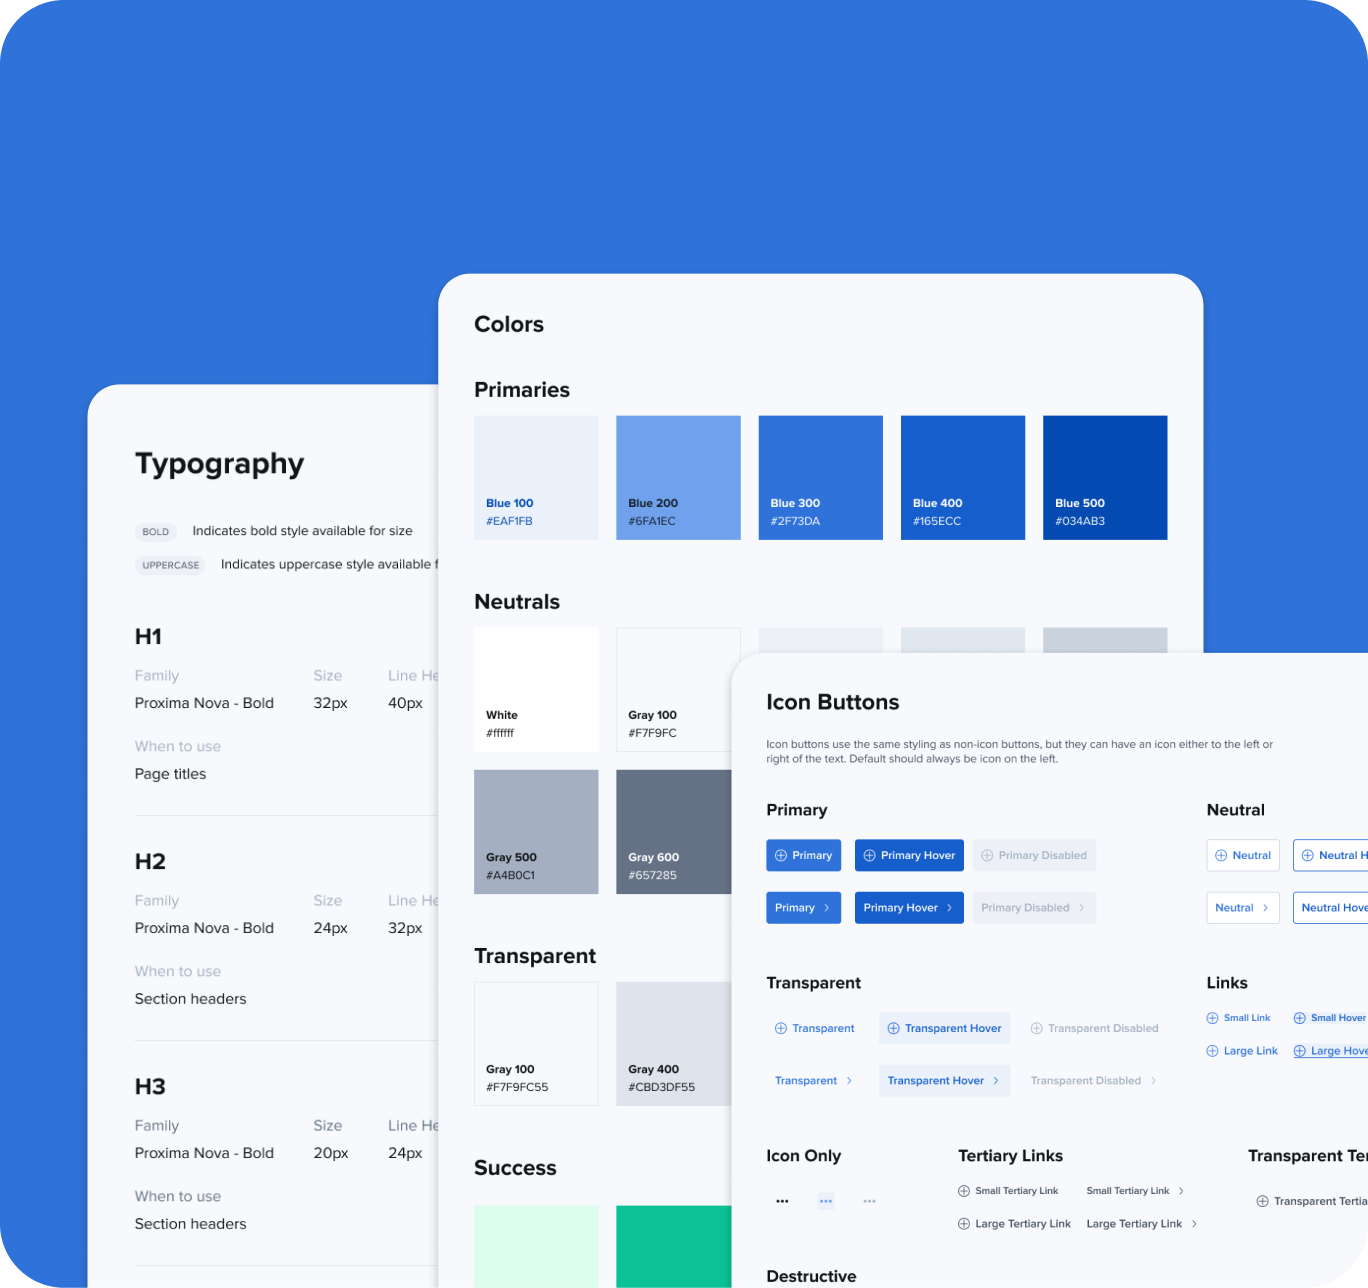 Typography
BOLD Indicates bold style available for size
UPPERCASE Indicates uppercase style available
H1
Family Size Line
Proxima Nova - Bold 32px 40px
When to use
Page titles
H2
Family Size Line
Proxima Nova - Bold 24px 32px
When to use
Section headers
H3
Family Size Line
Proxima Nova - Bold 20px 24px
When to use
Section headers
Colors
Primaries
Blue 100
#EAF1FB
Blue 200
#6FA1EC
Blue 300
#2F73DA
Blue 400
#165ECC
Blue 500
#034AB3
Neutrals
White
#ffffff
Gray 100
#F7F9FC
Gray 500
#A4B0C1
Gray 600
#657285
Transparent
Gray 100
#F7F9FC55
Gray 400
#CBD3DF55
Success
Icon Buttons
Icon buttons use the same styling as non-icon buttons, but they can have an icon either to the left or
right of the text. Default should always be icon on the left.
Primary
Primary Primary Hover Primary Disabled
Primary Primary Hover Primary Disabled
Neutral
Neutral Neutral H
Neutral Neutral Hove
Transparent
Transparent Transparent Hover Transparent Disabled
Transparent Transparent Hover Transparent Disabled
Links
Small Link Small Hover
Large Link Large Hove
Icon Only
Tertiary Links
Small Tertiary Link Small Tertiary Link
Large Tertiary Link Large Tertiary Link
Transparent Ter
Transparent Tertia
Destructive